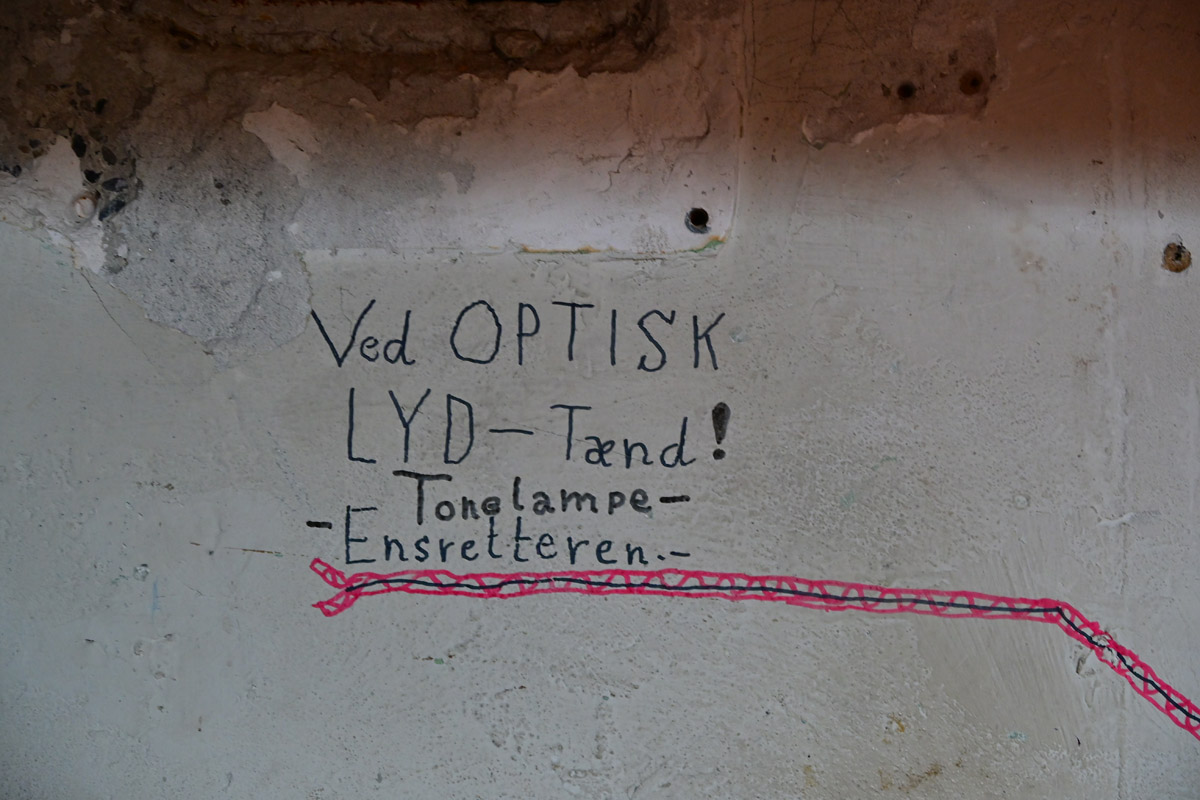 Ved OPTISK
LYD - Tænd!
Tonelampe -
- Ensretteren.-